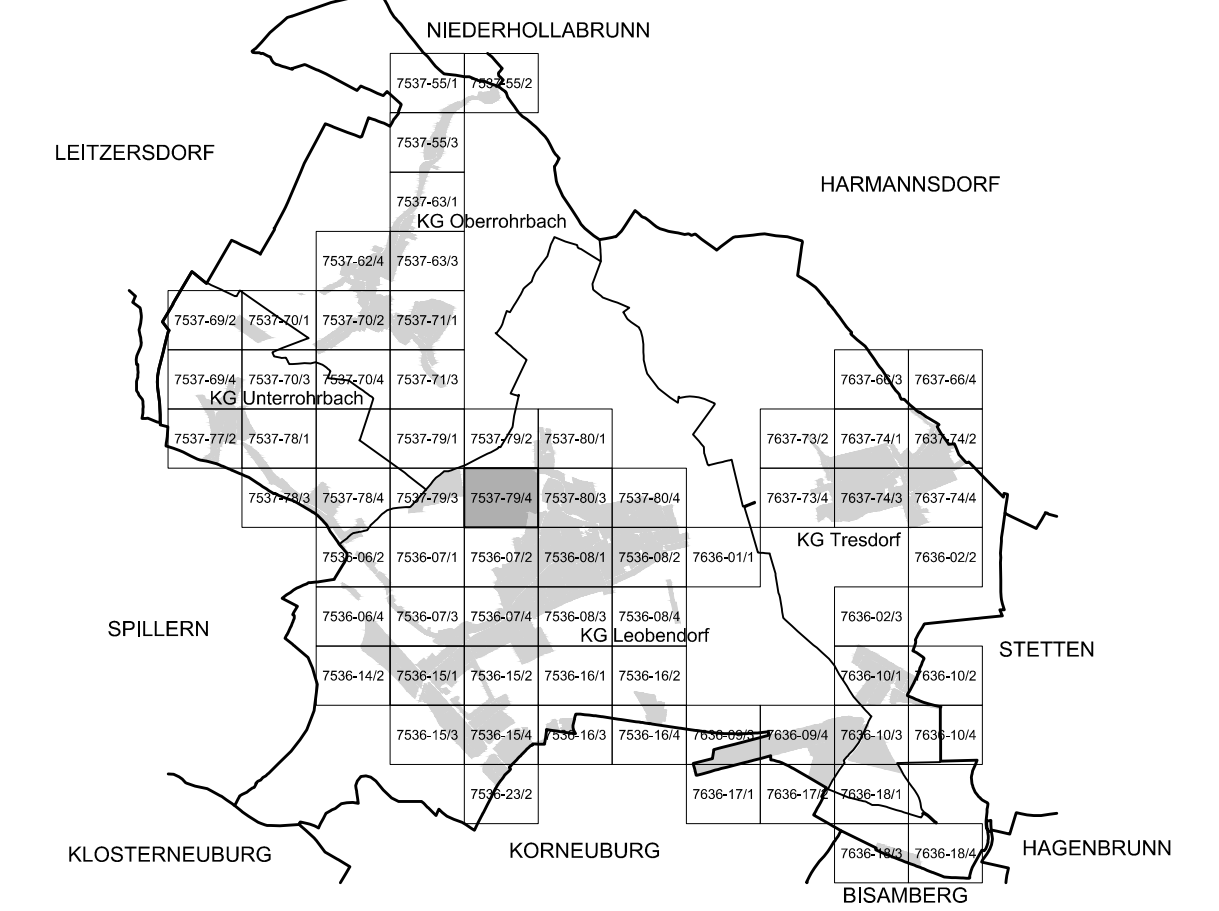 NIEDERHOLLABRUNN
7537-55/1 7537-55/2
7537-55/3
LEITZERSDORF
HARMANNSDORF
7537-63/1
KG Oberrohrbach
7537-62/4 7537-63/3
7537-69/2 7537-70/1 7537-70/2 7537-71/1
7537-69/4 7537-70/3 7537-70/4 7537-71/3 7637-66/3 7637-66/4
KG Unterrohrbach
7537-77/2 7537-78/1 7537-79/1 7537-79/2 7537-80/1 7637-73/2 7637-74/1 7637-74/2
7537-78/3 7537-78/4 7537-79/3 7537-79/4 7537-80/3 7537-80/4 7637-73/4 7637-74/3 7637-74/4
KG Tresdorf
7536-06/2 7536-07/1 7536-07/2 7536-08/1 7536-08/2 7636-01/1 7636-02/2
7536-06/4 7536-07/3 7536-07/4 7536-08/3 7536-08/4 7636-02/3
SPILLERN
KG Leobendorf
STETTEN
7536-14/2 7536-15/1 7536-15/2 7536-16/1 7536-16/2 7636-10/1 7636-10/2
7536-15/3 7536-15/4 7536-16/3 7536-16/4 7636-09/3 7636-09/4 7636-10/3 7636-10/4
7536-23/2 7636-17/1 7636-17/2 7636-18/1
KLOSTERNEUBURG
KORNEUBURG
7636-18/3 7636-18/4
HAGENBRUNN
BISAMBERG